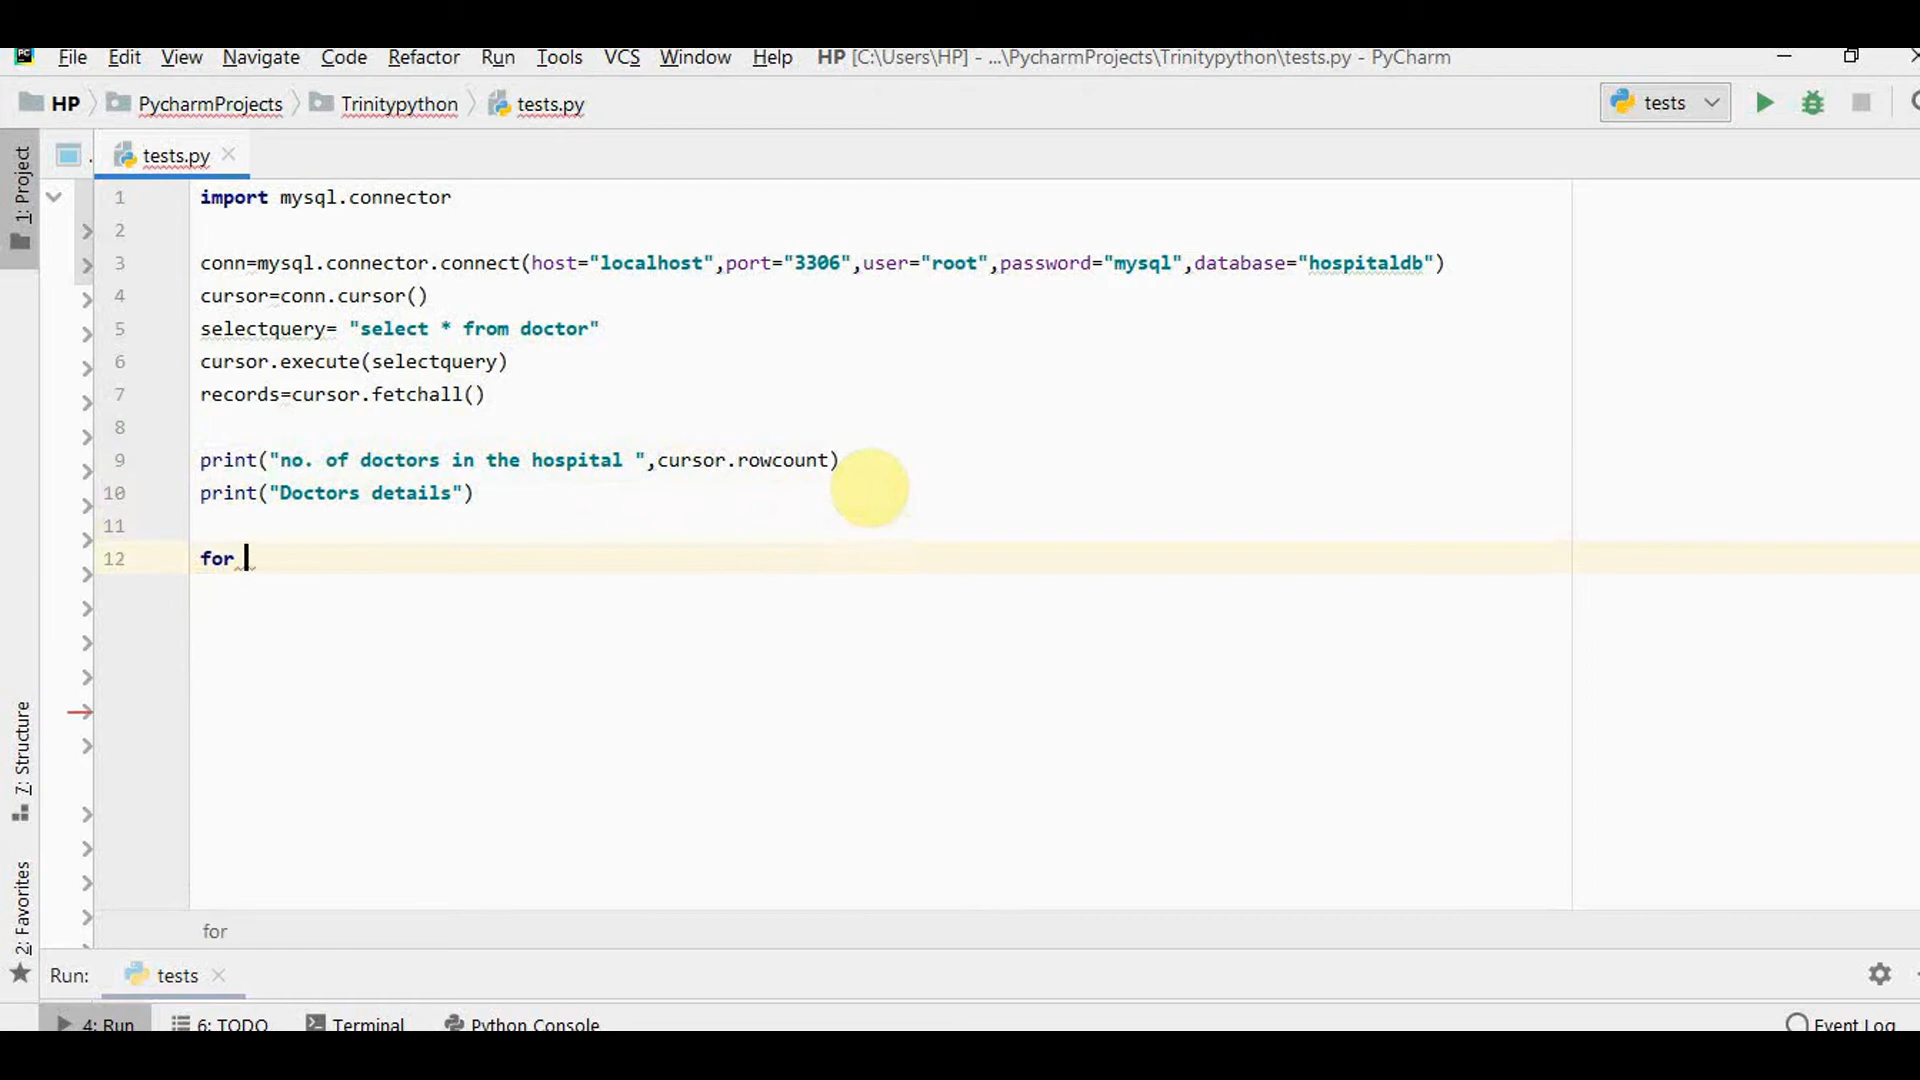 File Edit View Navigate Code Refactor Run Tools VCS Window Help HP [C:\Users\HP] - ...\PycharmProjects\Trinitypython\tests.py - PyCharm
HP PycharmProjects Trinitypython tests.py tests
1: Project
tests.py
1 import mysql.connector
2
3 conn=mysql.connector.connect(host="localhost",port="3306",user="root",password="mysql",database="hospitaldb")
4 cursor=conn.cursor()
5 selectquery= "select * from doctor"
6 cursor.execute(selectquery)
7 records=cursor.fetchall()
8
9 print("no. of doctors in the hospital ",cursor.rowcount)
10 print("Doctors details")
11
12 for
7: Structure
2: Favorites
for
Run: tests
4: Run 6: TODO Terminal Python Console Event Log